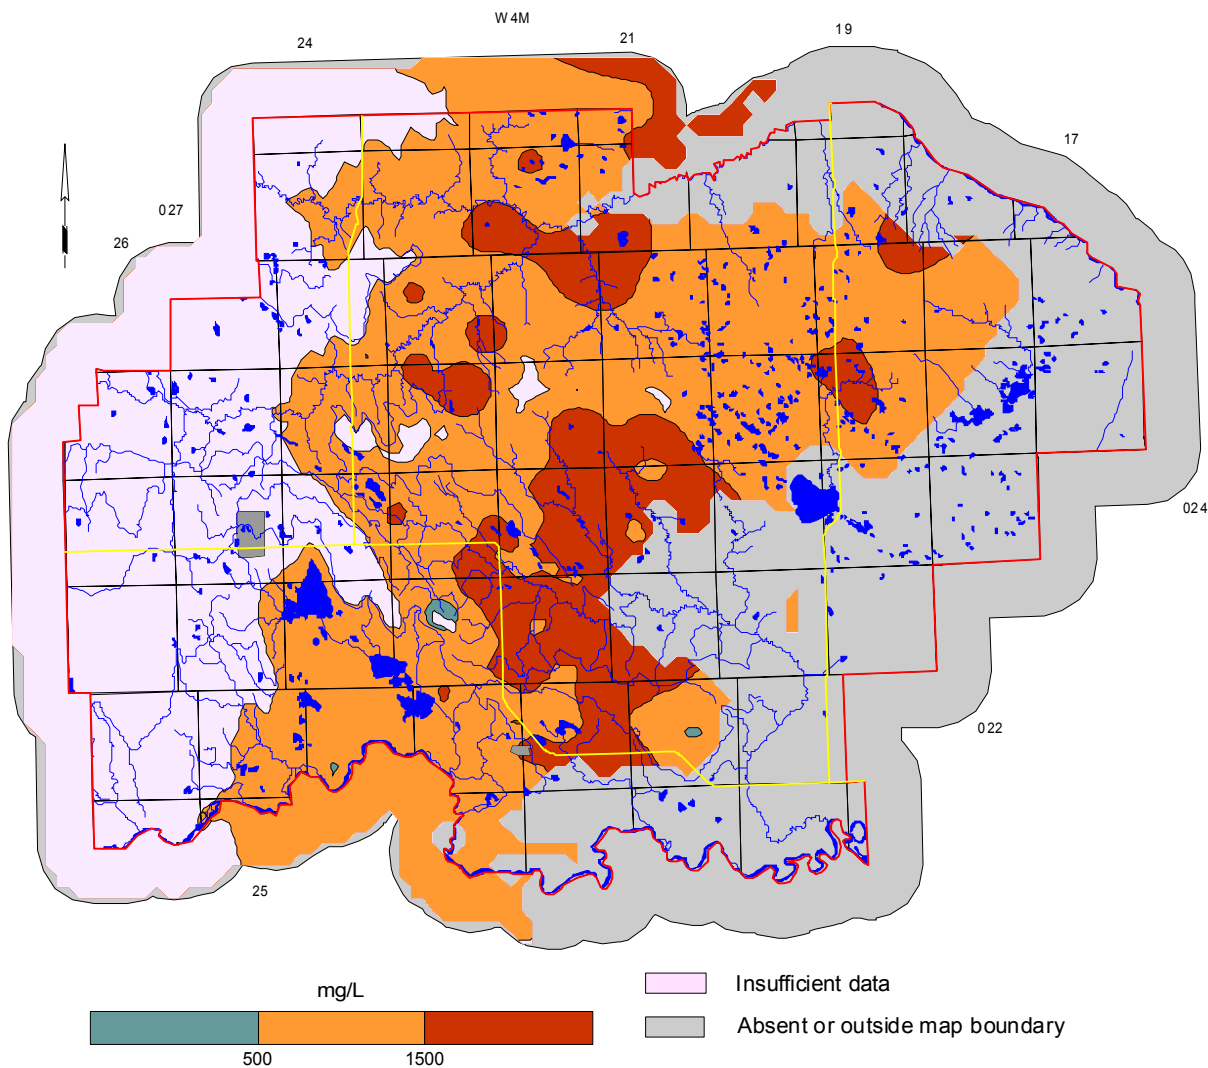 W 4M
24
21
19
17
027
26
024
022
25
mg/L
500
1500
Insufficient data
Absent or outside map boundary